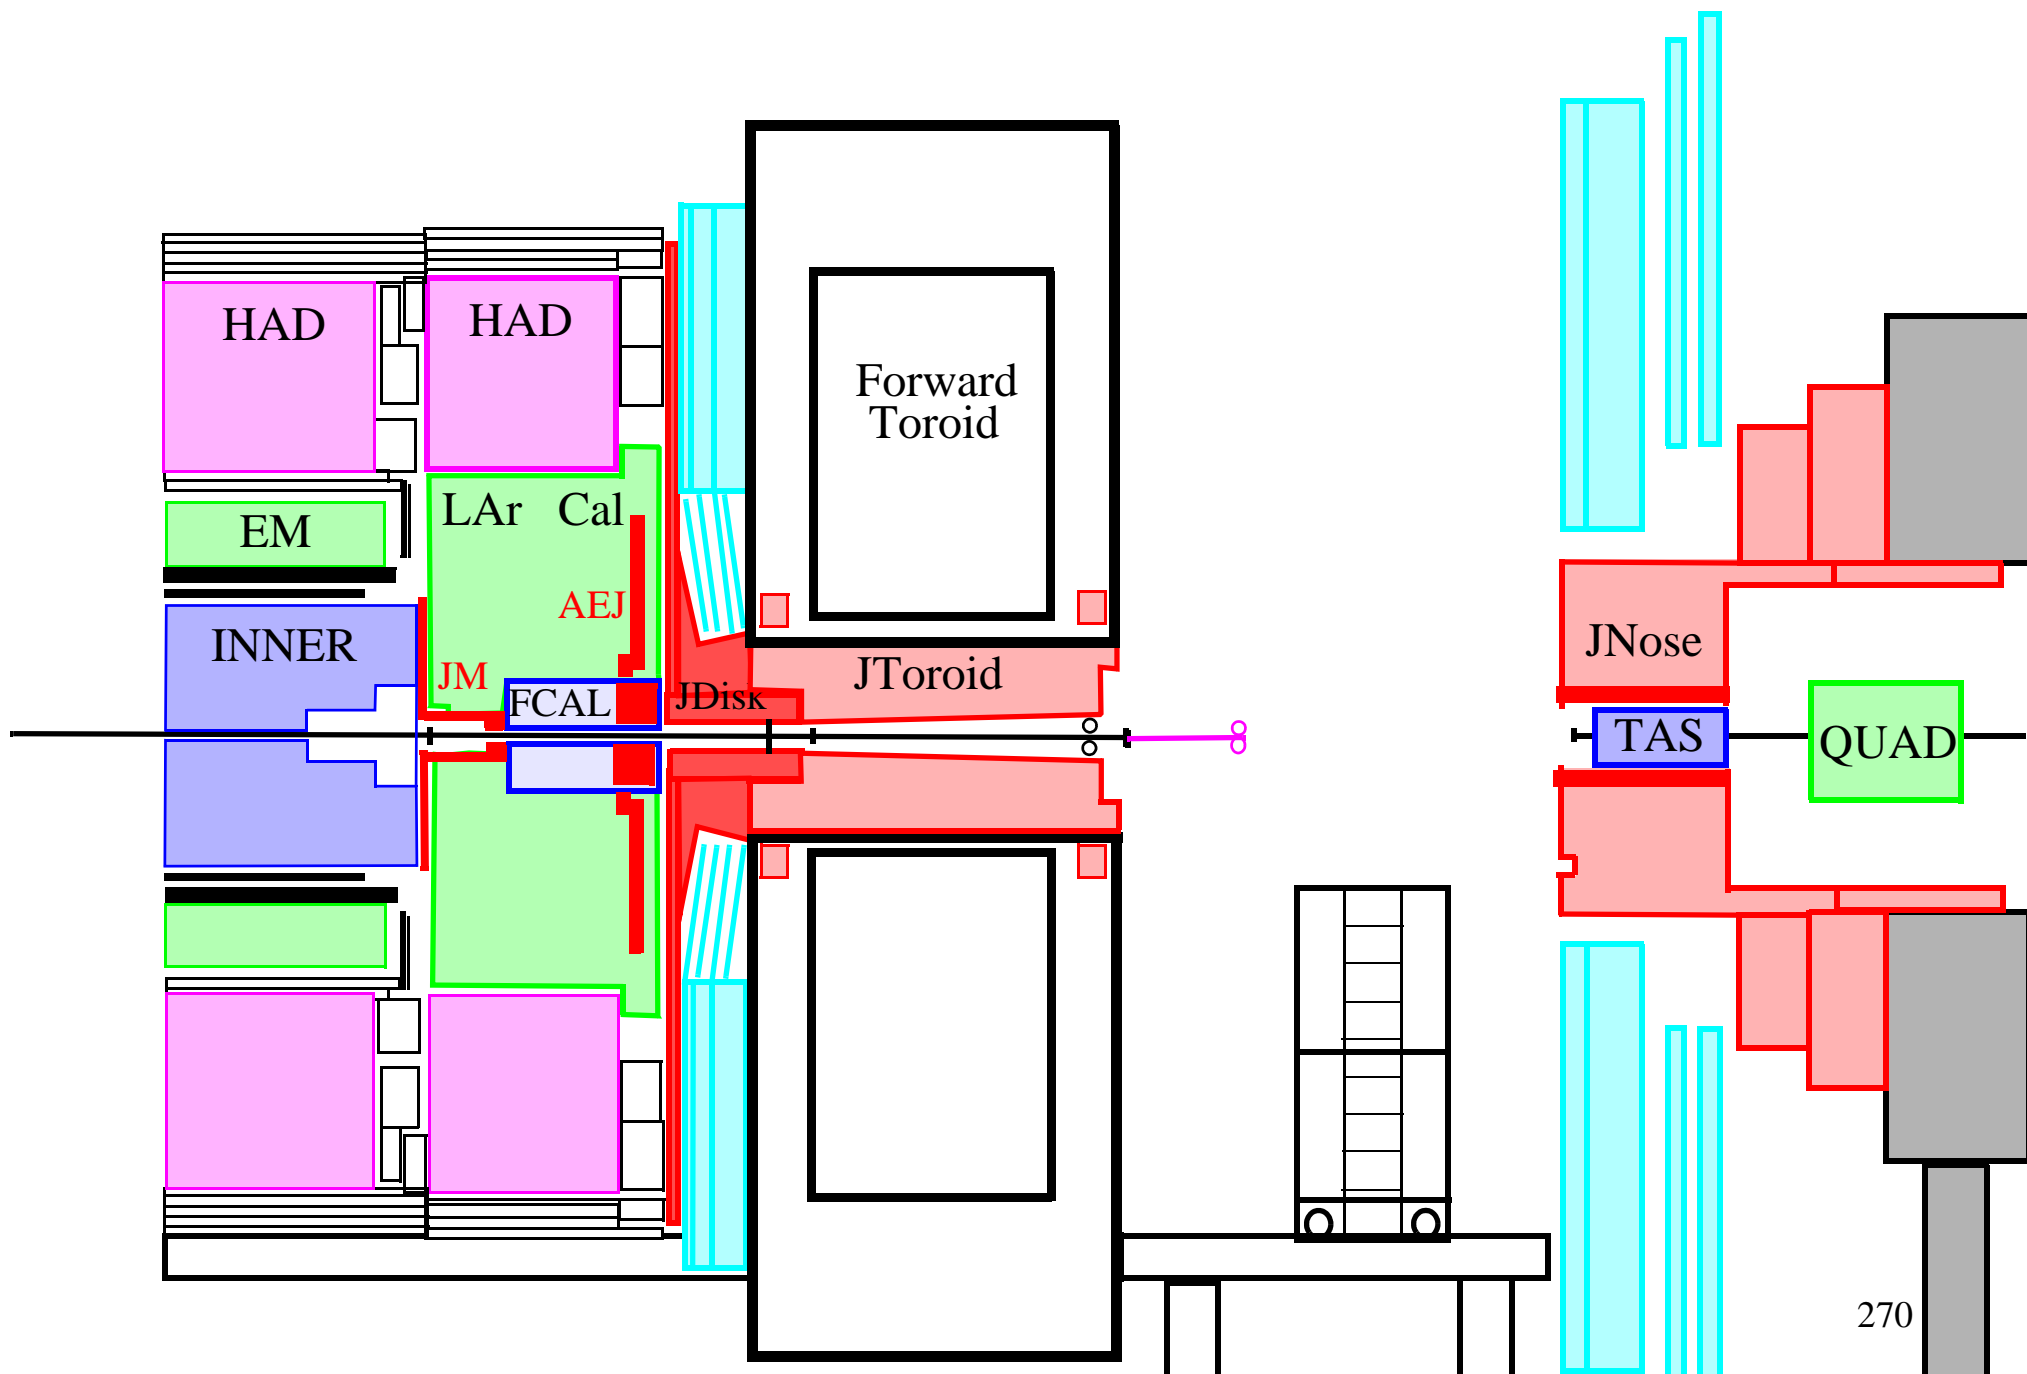 HAD
HAD
Forward
Toroid
LAr Cal
EM
AEJ
INNER
JM
FCAL
JDisk
JToroid
JNose
TAS
QUAD
270